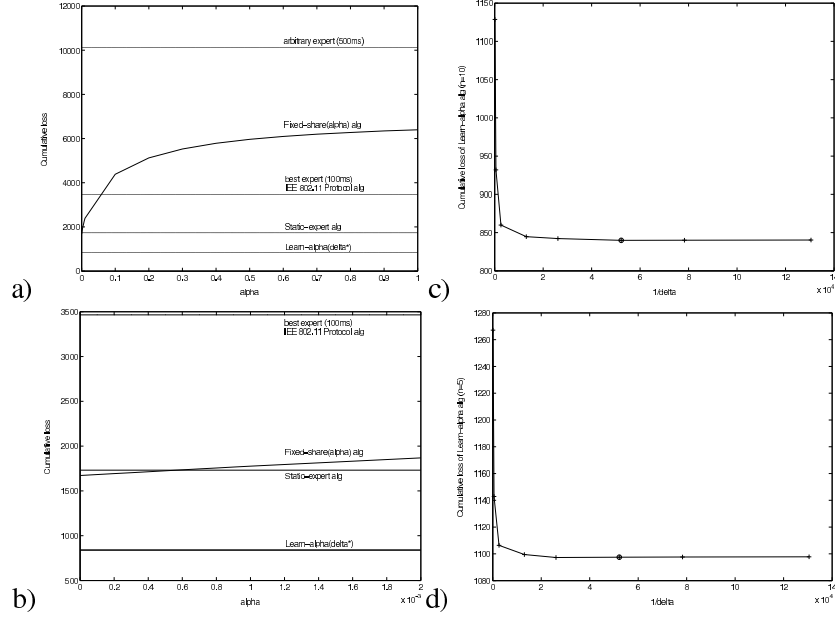 12000
10000
8000
6000
4000
2000
0
Cumulative loss
arbitrary expert (500ms)
Fixed-share(alpha) alg
best expert (100ms)
IEE 802.11 Protocol alg
Static-expert alg
Learn-alpha(delta*)
0 0.1 0.2 0.3 0.4 0.5 0.6 0.7 0.8 0.9 1
alpha
a)
1150
1100
1050
1000
950
900
850
800
Cumulative loss of Learn-alpha alg (n=10)
0 2 4 6 8 10 12 14
x 10^4
1/delta
c)
3500
3000
2500
2000
1500
1000
500
Cumulative loss
best expert (100ms)
IEE 802.11 Protocol alg
Fixed-share(alpha) alg
Static-expert alg
Learn-alpha(delta*)
0 0.2 0.4 0.6 0.8 1 1.2 1.4 1.6 1.8 2
x 10^-3
alpha
b)
1280
1260
1240
1220
1200
1180
1160
1140
1120
1100
1080
Cumulative loss of Learn-alpha alg (n=5)
0 2 4 6 8 10 12 14
x 10^4
1/delta
d)